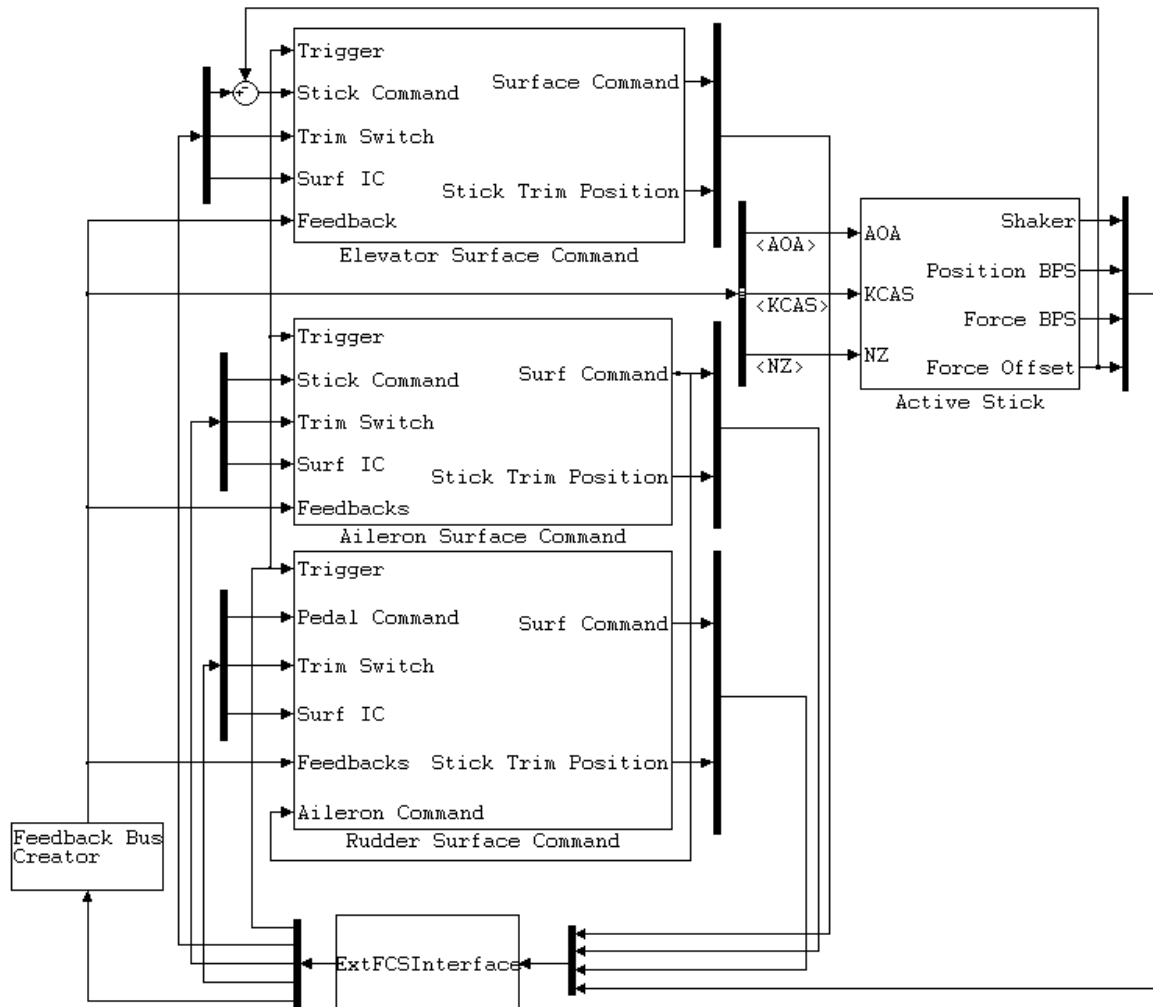 Trigger
Stick Command
Trim Switch
Surf IC
Feedback
Surface Command
Stick Trim Position
Elevator Surface Command
+
-
<AOA>
<KCAS>
<NZ>
AOA
KCAS
NZ
Shaker
Position BPS
Force BPS
Force Offset
Active Stick
Trigger
Stick Command
Trim Switch
Surf IC
Feedbacks
Surf Command
Stick Trim Position
Aileron Surface Command
Trigger
Pedal Command
Trim Switch
Surf IC
Feedbacks
Aileron Command
Surf Command
Stick Trim Position
Rudder Surface Command
Feedback Bus
Creator
ExtFCSInterface